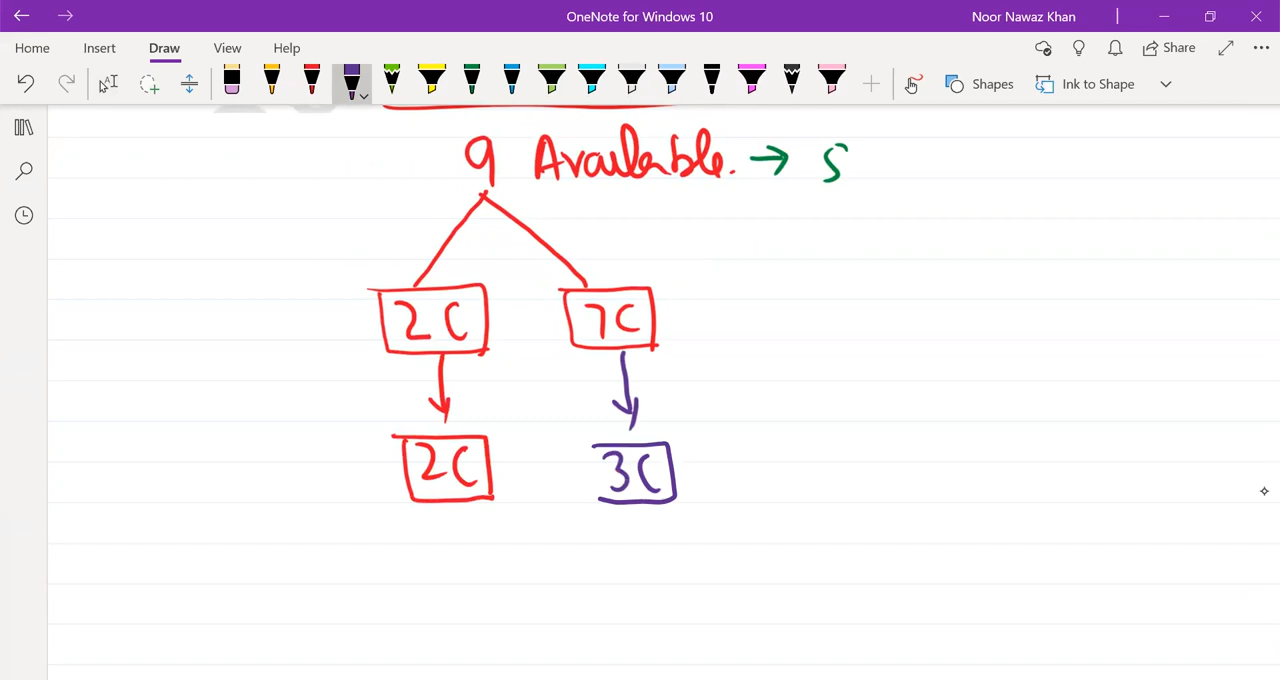 OneNote for Windows 10
Noor Nawaz Khan
Home Insert Draw View Help
Share
Shapes
Ink to Shape
9 Available. → 5
2C 7C
2C 3C